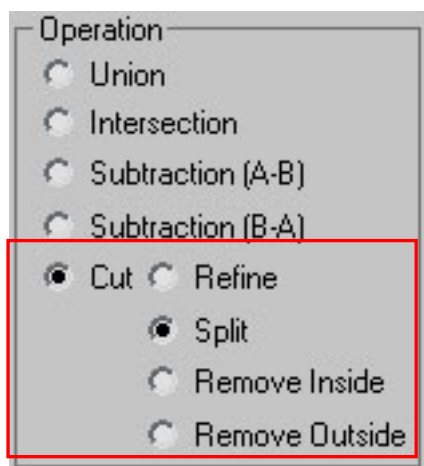 Operation
Union
Intersection
Subtraction (A-B)
Subtraction (B-A)
Cut Refine
Split
Remove Inside
Remove Outside